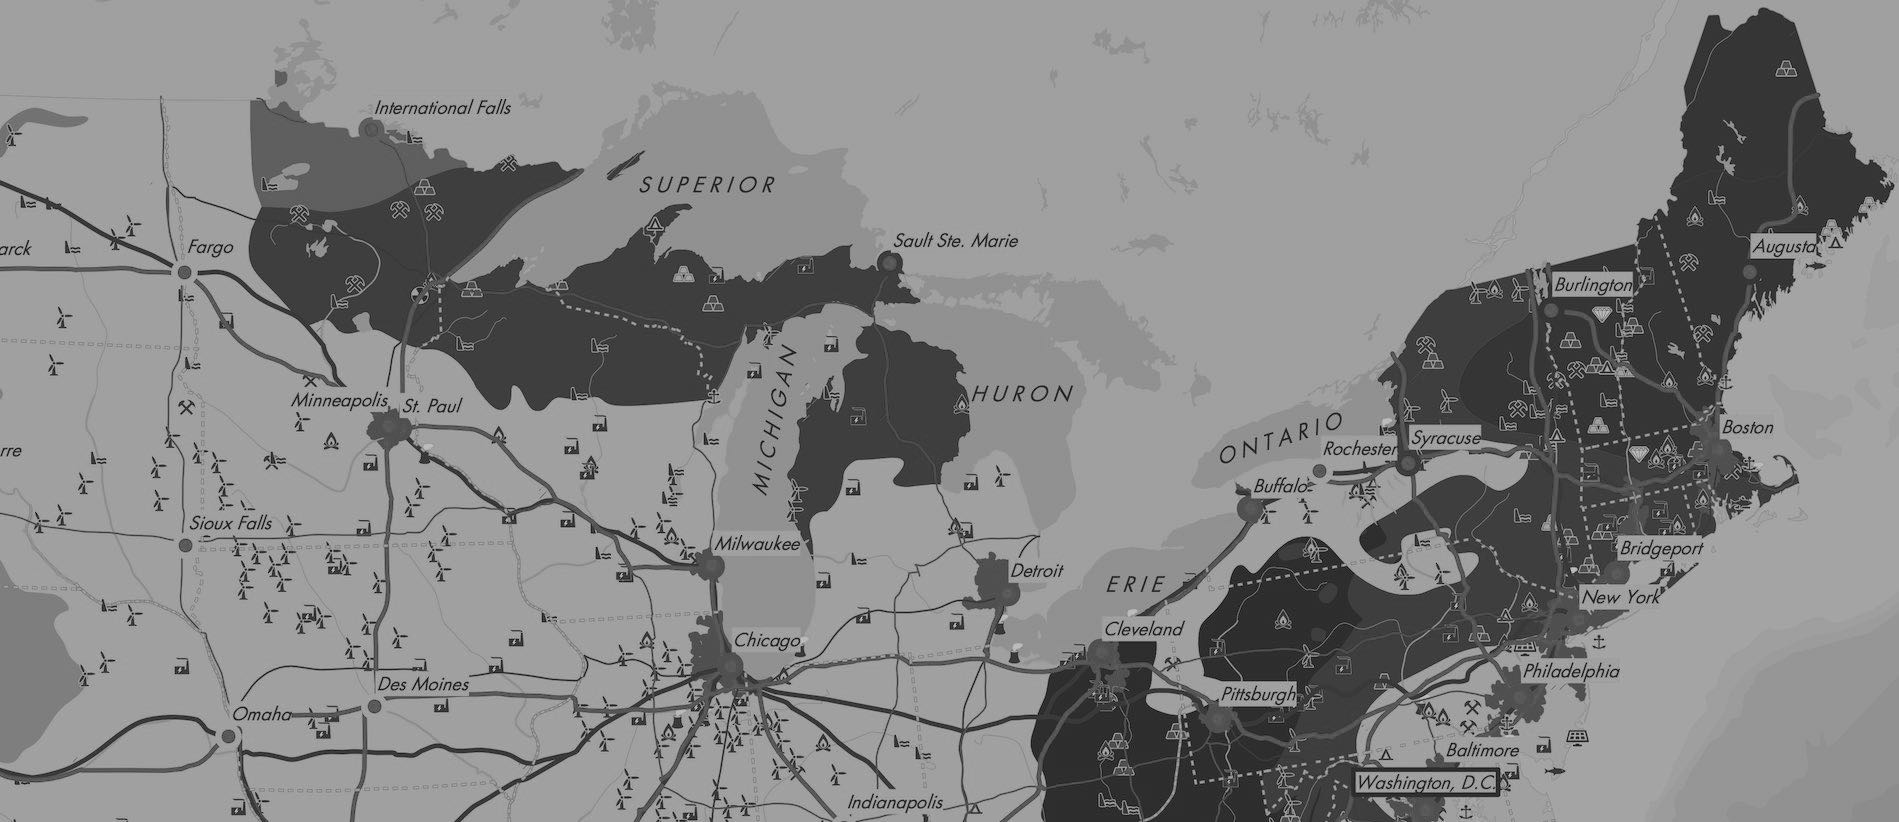 International Falls
SUPERIOR
Sault Ste. Marie
arck
Fargo
Augusta
Burlington
MICHIGAN
HURON
Minneapolis
St. Paul
ONTARIO
Boston
Rochester
Syracuse
rre
Buffalo
Sioux Falls
Milwaukee
Bridgeport
Detroit
ERIE
New York
Cleveland
Chicago
Philadelphia
Des Moines
Pittsburgh
Omaha
Baltimore
Washington, D.C.
Indianapolis